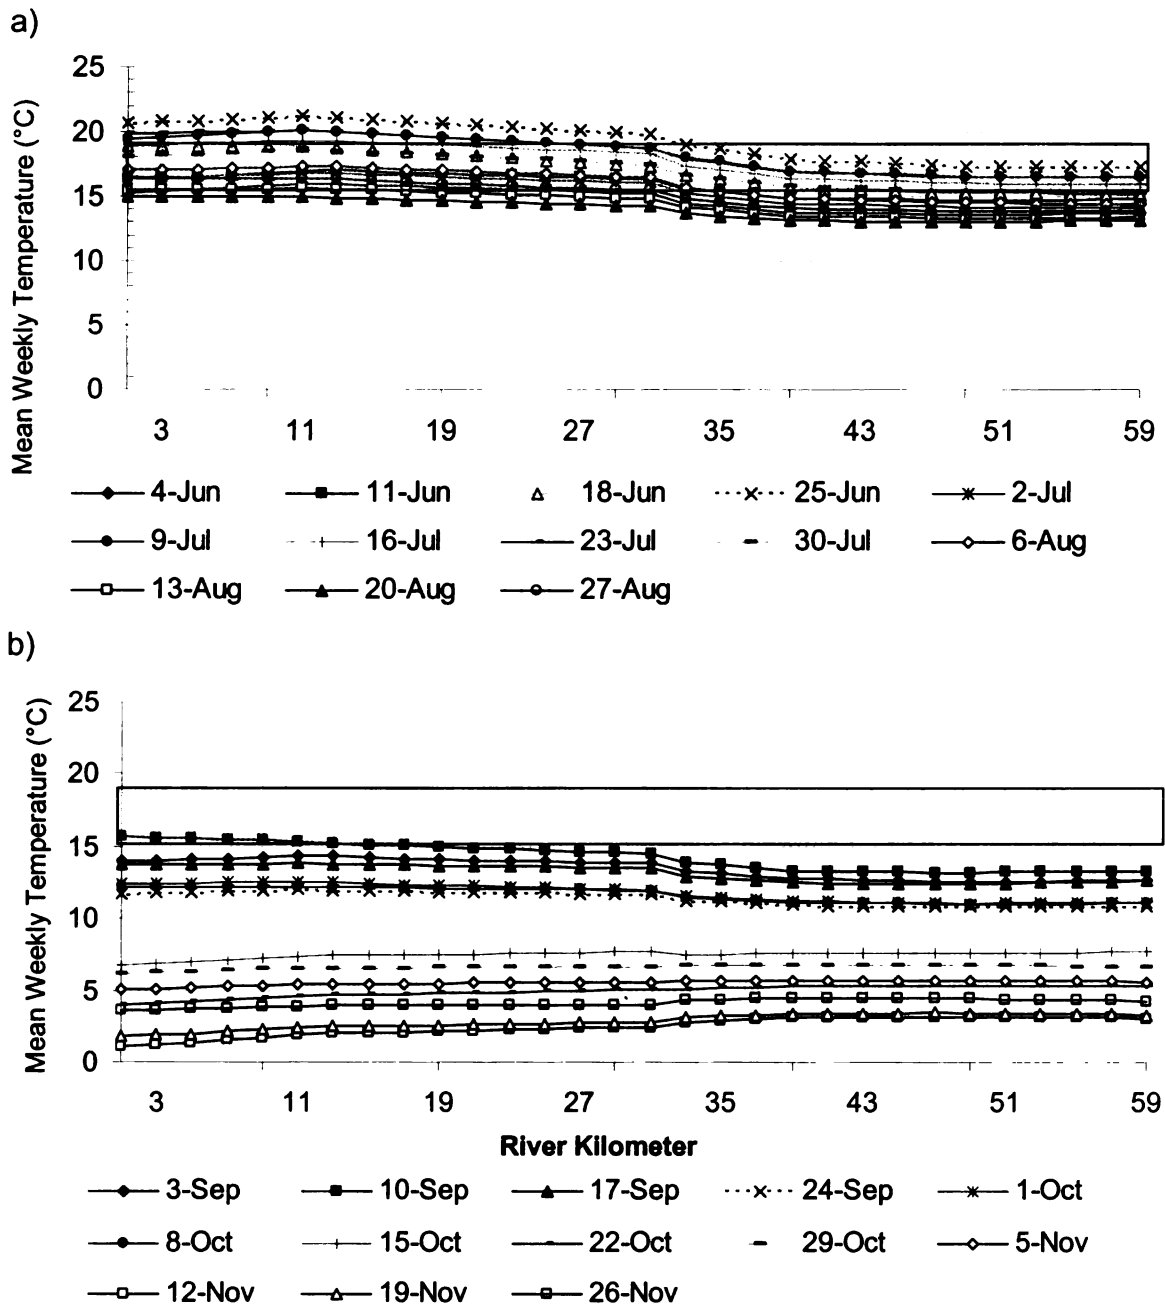 a)
Mean Weekly Temperature (°C)
25
20
15
10
5
0
3 11 19 27 35 43 51 59
4-Jun 11-Jun 18-Jun 25-Jun 2-Jul
9-Jul 16-Jul 23-Jul 30-Jul 6-Aug
13-Aug 20-Aug 27-Aug
b)
Mean Weekly Temperature (°C)
25
20
15
10
5
0
3 11 19 27 35 43 51 59
River Kilometer
3-Sep 10-Sep 17-Sep 24-Sep 1-Oct
8-Oct 15-Oct 22-Oct 29-Oct 5-Nov
12-Nov 19-Nov 26-Nov